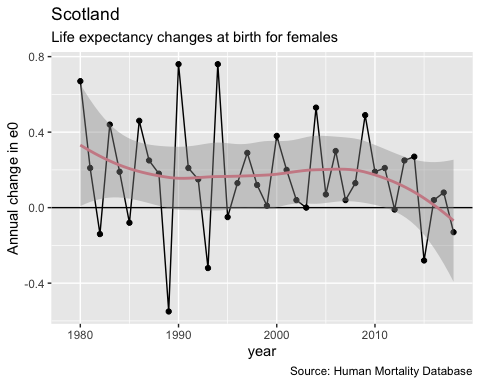 Scotland
Life expectancy changes at birth for females
Annual change in e0
0.8
0.4
0.0
-0.4
1980 1990 2000 2010
year
Source: Human Mortality Database